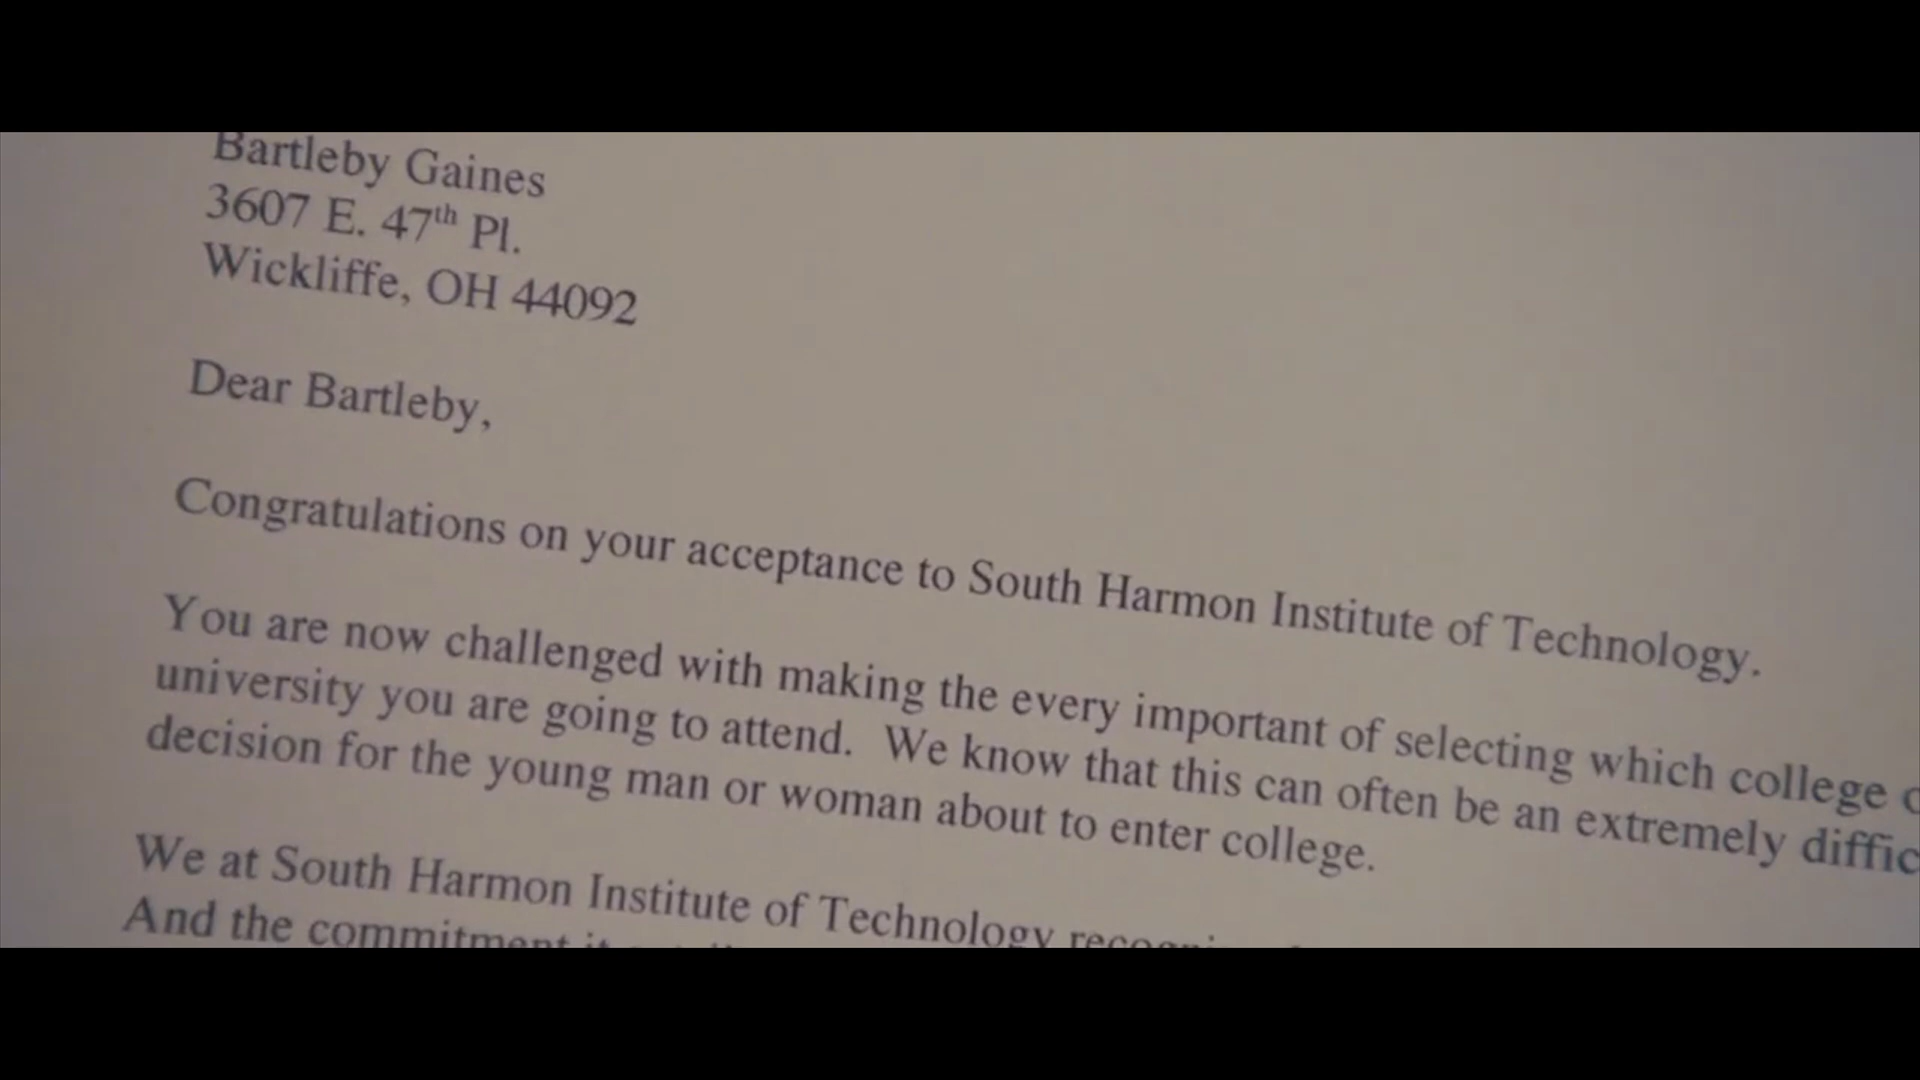 Bartleby Gaines
3607 E. 47th Pl.
Wickliffe, OH 44092
Dear Bartleby,
Congratulations on your acceptance to South Harmon Institute of Technology.
You are now challenged with making the every important of selecting which college
university you are going to attend. We know that this can often be an extremely
decision for the young man or woman about to enter college.
We at South Harmon Institute of Technology
And the commitment